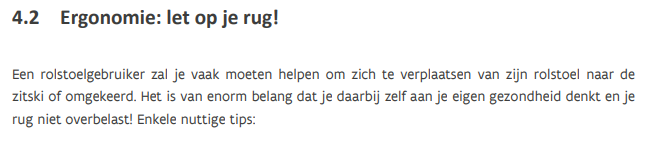 4.2 Ergonomie: let op je rug!
Een rolstoelgebruiker zal je vaak moeten helpen om zich te verplaatsen van zijn rolstoel naar de
zitski of omgekeerd. Het is van enorm belang dat je daarbij zelf aan je eigen gezondheid denkt en je
rug niet overbelast! Enkele nuttige tips: